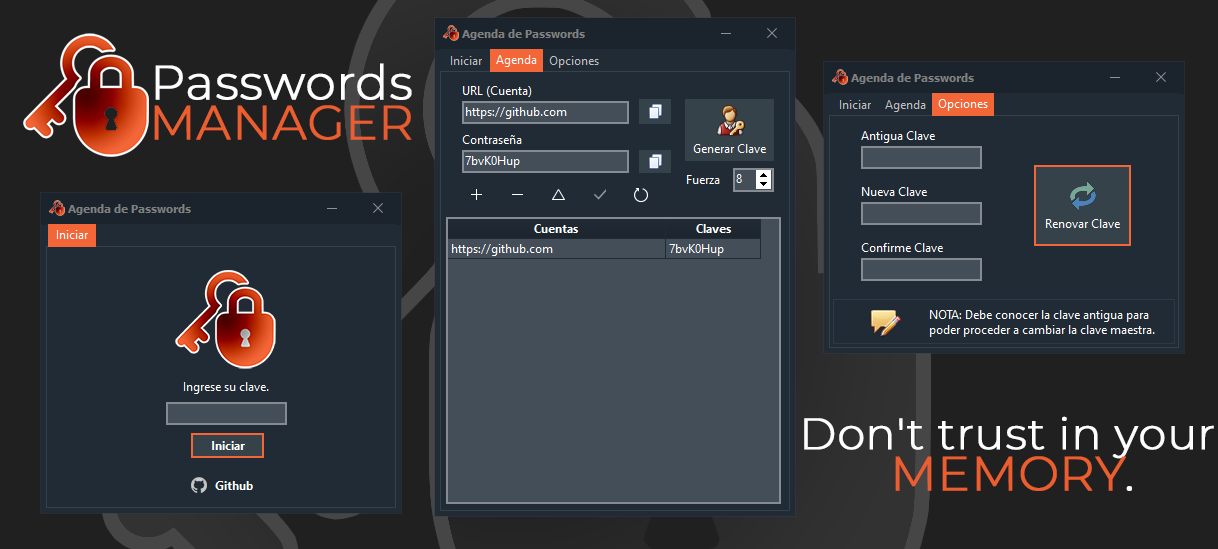 Passwords
MANAGER
Agenda de Passwords
Iniciar
Ingrese su clave.
Iniciar
Github
Agenda de Passwords
Iniciar Agenda Opciones
URL (Cuenta)
https://github.com
Contraseña
7bvK0Hup
Generar Clave
Fuerza 8
Cuentas Claves
https://github.com 7bvK0Hup
Agenda de Passwords
Iniciar Agenda Opciones
Antigua Clave
Nueva Clave
Confirme Clave
Renovar Clave
NOTA: Debe conocer la clave antigua para
poder proceder a cambiar la clave maestra.
Don't trust in your
MEMORY.